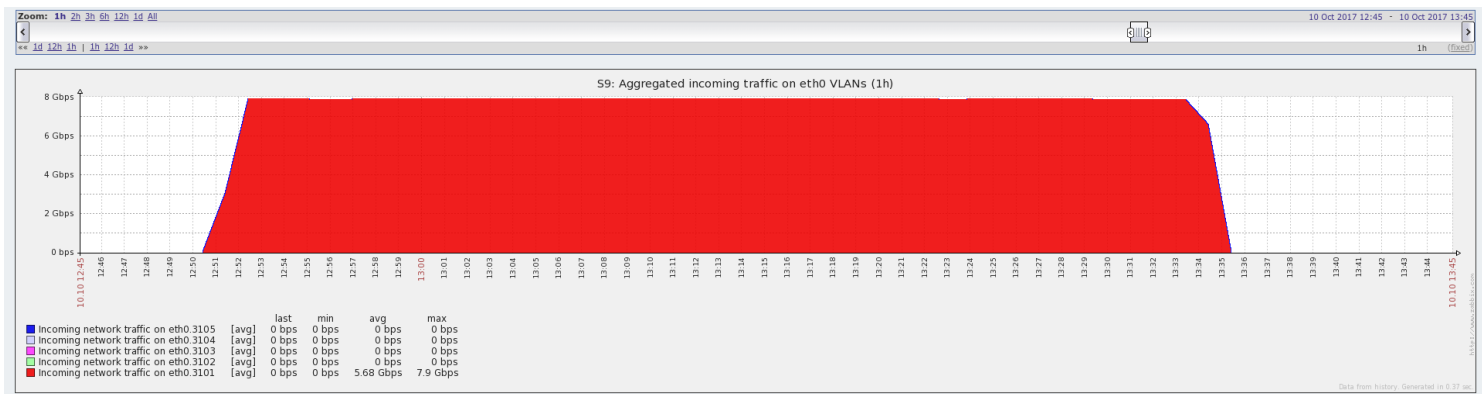 Zoom: 1h 2h 3h 6h 12h 1d All
10 Oct 2017 12:45 - 10 Oct 2017 13:45
«« 1d 12h 1h | 1h 12h 1d »»
1h (fixed)
S9: Aggregated incoming traffic on eth0 VLANs (1h)
8 Gbps
6 Gbps
4 Gbps
2 Gbps
0 bps
10.10 12:45 12:46 12:47 12:48 12:49 12:50 12:51 12:52 12:53 12:54 12:55 12:56 12:57 12:58 12:59 13:00 13:01 13:02 13:03 13:04 13:05 13:06 13:07 13:08 13:09 13:10 13:11 13:12 13:13 13:14 13:15 13:16 13:17 13:18 13:19 13:20 13:21 13:22 13:23 13:24 13:25 13:26 13:27 13:28 13:29 13:30 13:31 13:32 13:33 13:34 13:35 13:36 13:37 13:38 13:39 13:40 13:41 13:42 13:43 13:44 10.10 13:45
last min avg max
Incoming network traffic on eth0.3105 [avg] 0 bps 0 bps 0 bps 0 bps
Incoming network traffic on eth0.3104 [avg] 0 bps 0 bps 0 bps 0 bps
Incoming network traffic on eth0.3103 [avg] 0 bps 0 bps 0 bps 0 bps
Incoming network traffic on eth0.3102 [avg] 0 bps 0 bps 0 bps 0 bps
Incoming network traffic on eth0.3101 [avg] 0 bps 0 bps 5.68 Gbps 7.9 Gbps
Data from history. Generated in 0.37 sec